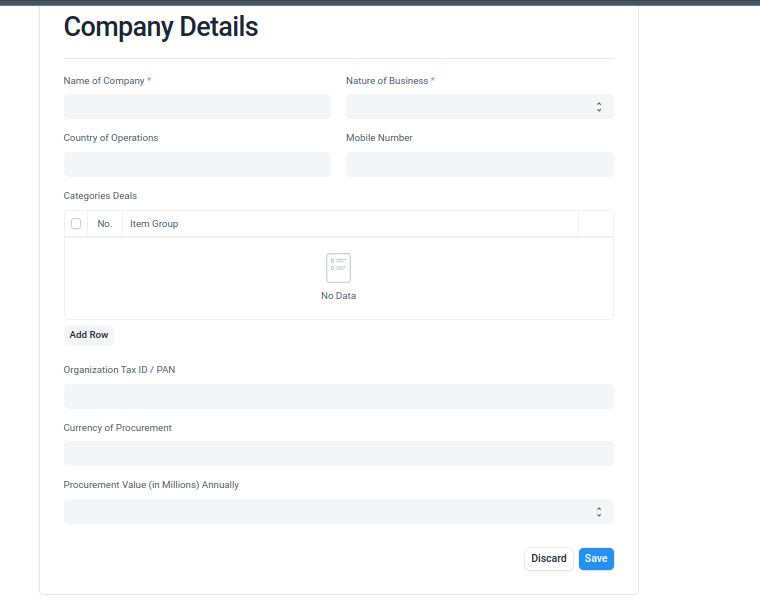 Company Details
Name of Company *
Nature of Business *
Country of Operations
Mobile Number
Categories Deals
No. Item Group
No Data
Add Row
Organization Tax ID / PAN
Currency of Procurement
Procurement Value (in Millions) Annually
Discard Save